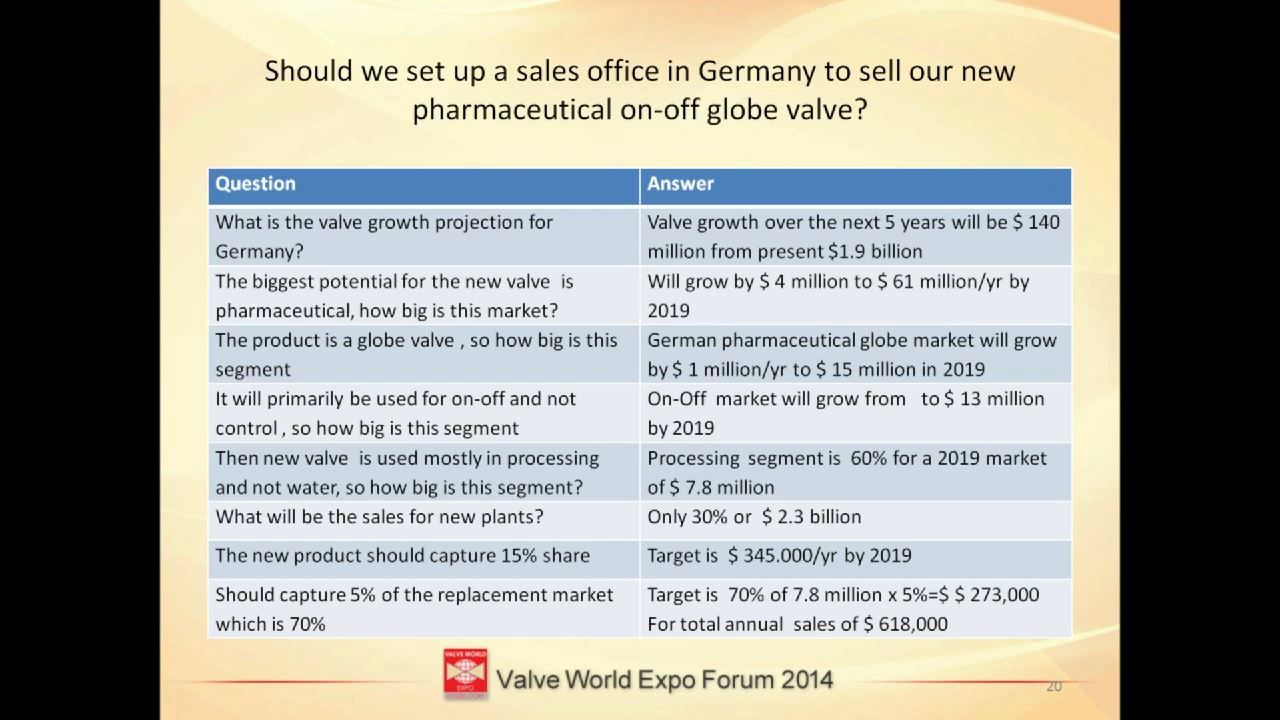 Should we set up a sales office in Germany to sell our new
pharmaceutical on-off globe valve?
Question
Answer
What is the valve growth projection for
Germany?
Valve growth over the next 5 years will be $ 140
million from present $1.9 billion
The biggest potential for the new valve is
pharmaceutical, how big is this market?
Will grow by $ 4 million to $ 61 million/yr by
2019
The product is a globe valve , so how big is this
segment
German pharmaceutical globe market will grow
by $ 1 million/yr to $ 15 million in 2019
It will primarily be used for on-off and not
control , so how big is this segment
On-Off market will grow from to $ 13 million
by 2019
Then new valve is used mostly in processing
and not water, so how big is this segment?
Processing segment is 60% for a 2019 market
of $ 7.8 million
What will be the sales for new plants?
Only 30% or $ 2.3 billion
The new product should capture 15% share
Target is $ 345.000/yr by 2019
Should capture 5% of the replacement market
which is 70%
Target is 70% of 7.8 million x 5%=$ $ 273,000
For total annual sales of $ 618,000
VALVE WORLD
EXPO
Valve World Expo Forum 2014
20